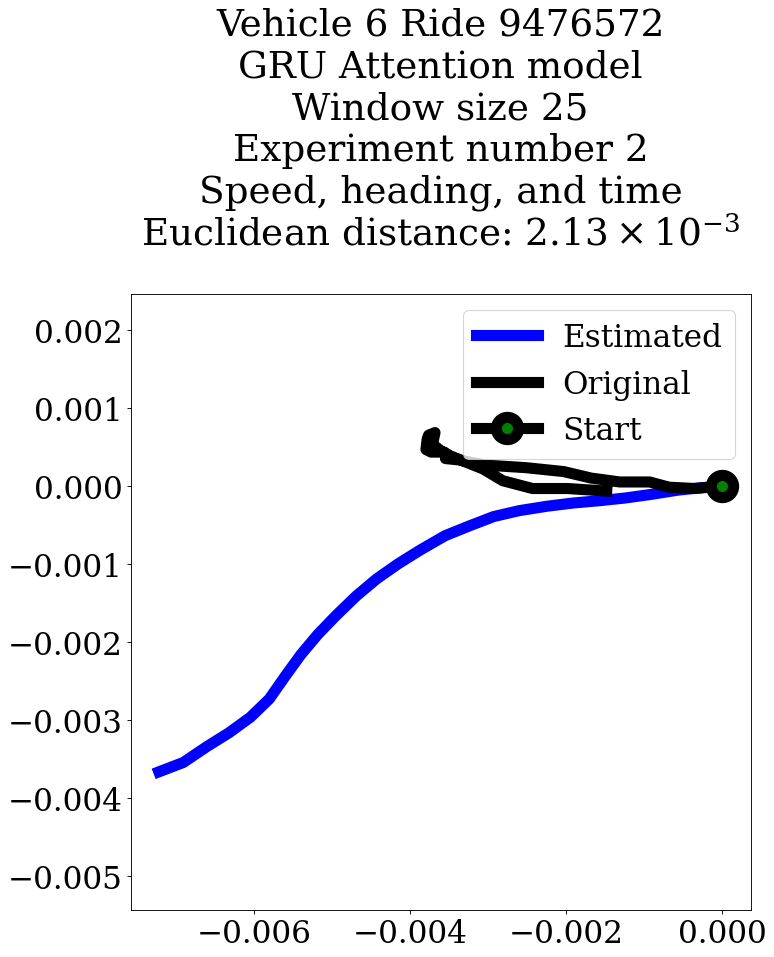 Vehicle 6 Ride 9476572
GRU Attention model
Window size 25
Experiment number 2
Speed, heading, and time
Euclidean distance: 2.13 × 10⁻³
Estimated
Original
Start
0.002
0.001
0.000
−0.001
−0.002
−0.003
−0.004
−0.005
−0.006 −0.004 −0.002 0.000